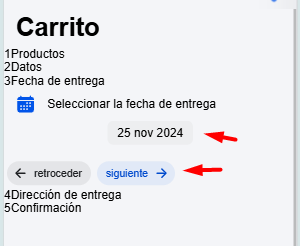 Carrito
1Productos
2Datos
3Fecha de entrega
Seleccionar la fecha de entrega
25 nov 2024
retroceder siguiente
4Dirección de entrega
5Confirmación